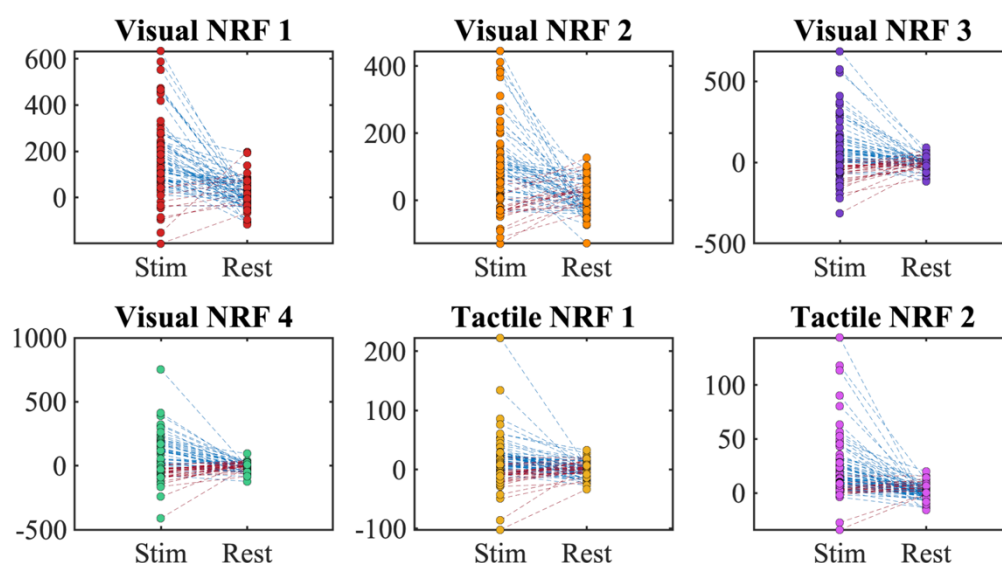 Visual NRF 1
600
400
200
0
Stim Rest
Visual NRF 2
400
200
0
Stim Rest
Visual NRF 3
500
0
-500
Stim Rest
Visual NRF 4
1000
500
0
-500
Stim Rest
Tactile NRF 1
200
100
0
-100
Stim Rest
Tactile NRF 2
100
50
0
Stim Rest